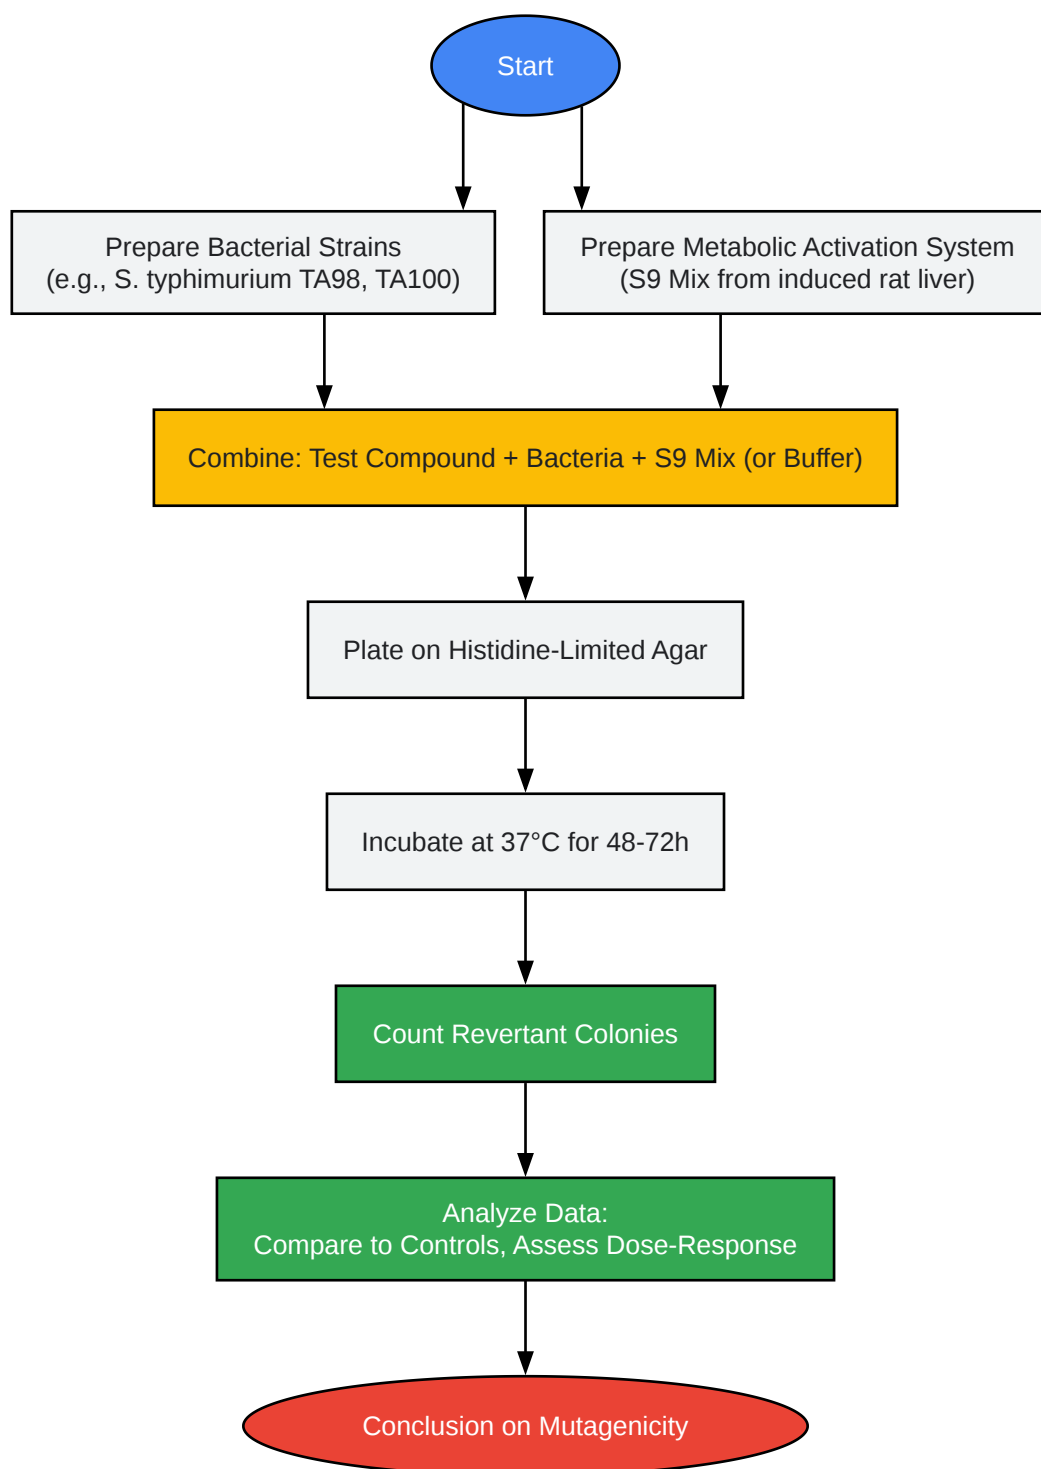 Start
Prepare Bacterial Strains
(e.g., S. typhimurium TA98, TA100)
Prepare Metabolic Activation System
(S9 Mix from induced rat liver)
Combine: Test Compound + Bacteria + S9 Mix (or Buffer)
Plate on Histidine-Limited Agar
Incubate at 37°C for 48-72h
Count Revertant Colonies
Analyze Data:
Compare to Controls, Assess Dose-Response
Conclusion on Mutagenicity